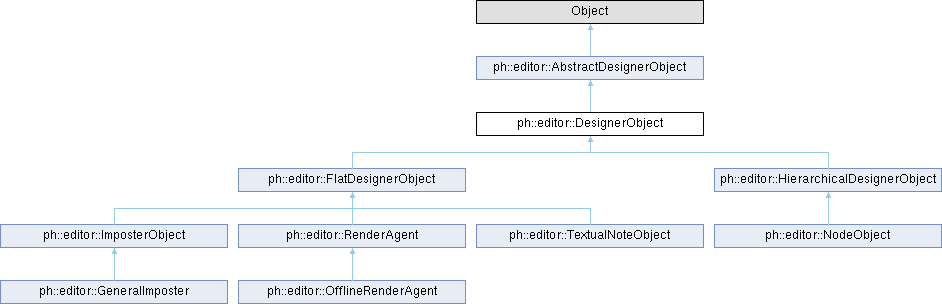 Object
ph::editor::AbstractDesignerObject
ph::editor::DesignerObject
ph::editor::FlatDesignerObject
ph::editor::HierarchicalDesignerObject
ph::editor::ImposterObject
ph::editor::RenderAgent
ph::editor::TextualNoteObject
ph::editor::NodeObject
ph::editor::GeneralImposter
ph::editor::OfflineRenderAgent